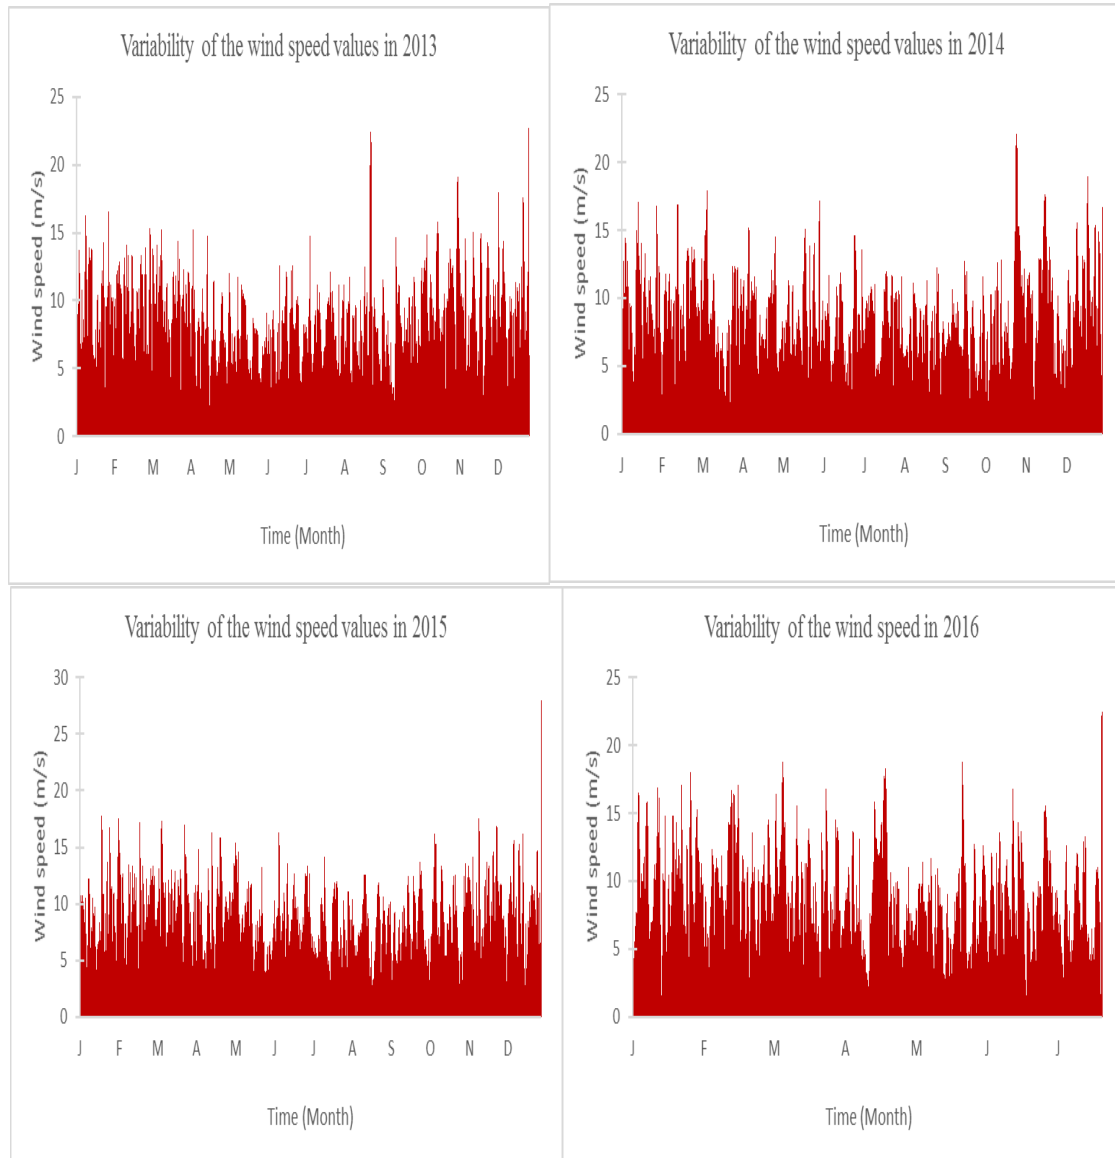 Variability of the wind speed values in 2013
Wind speed (m/s)
25
20
15
10
5
0
J F M A M J J A S O N D
Time (Month)
Variability of the wind speed values in 2014
Wind speed (m/s)
25
20
15
10
5
0
J F M A M J J A S O N D
Time (Month)
Variability of the wind speed values in 2015
Wind speed (m/s)
30
25
20
15
10
5
0
J F M A M J J A S O N D
Time (Month)
Variability of the wind speed in 2016
Wind speed (m/s)
25
20
15
10
5
0
J F M A M J J
Time (Month)